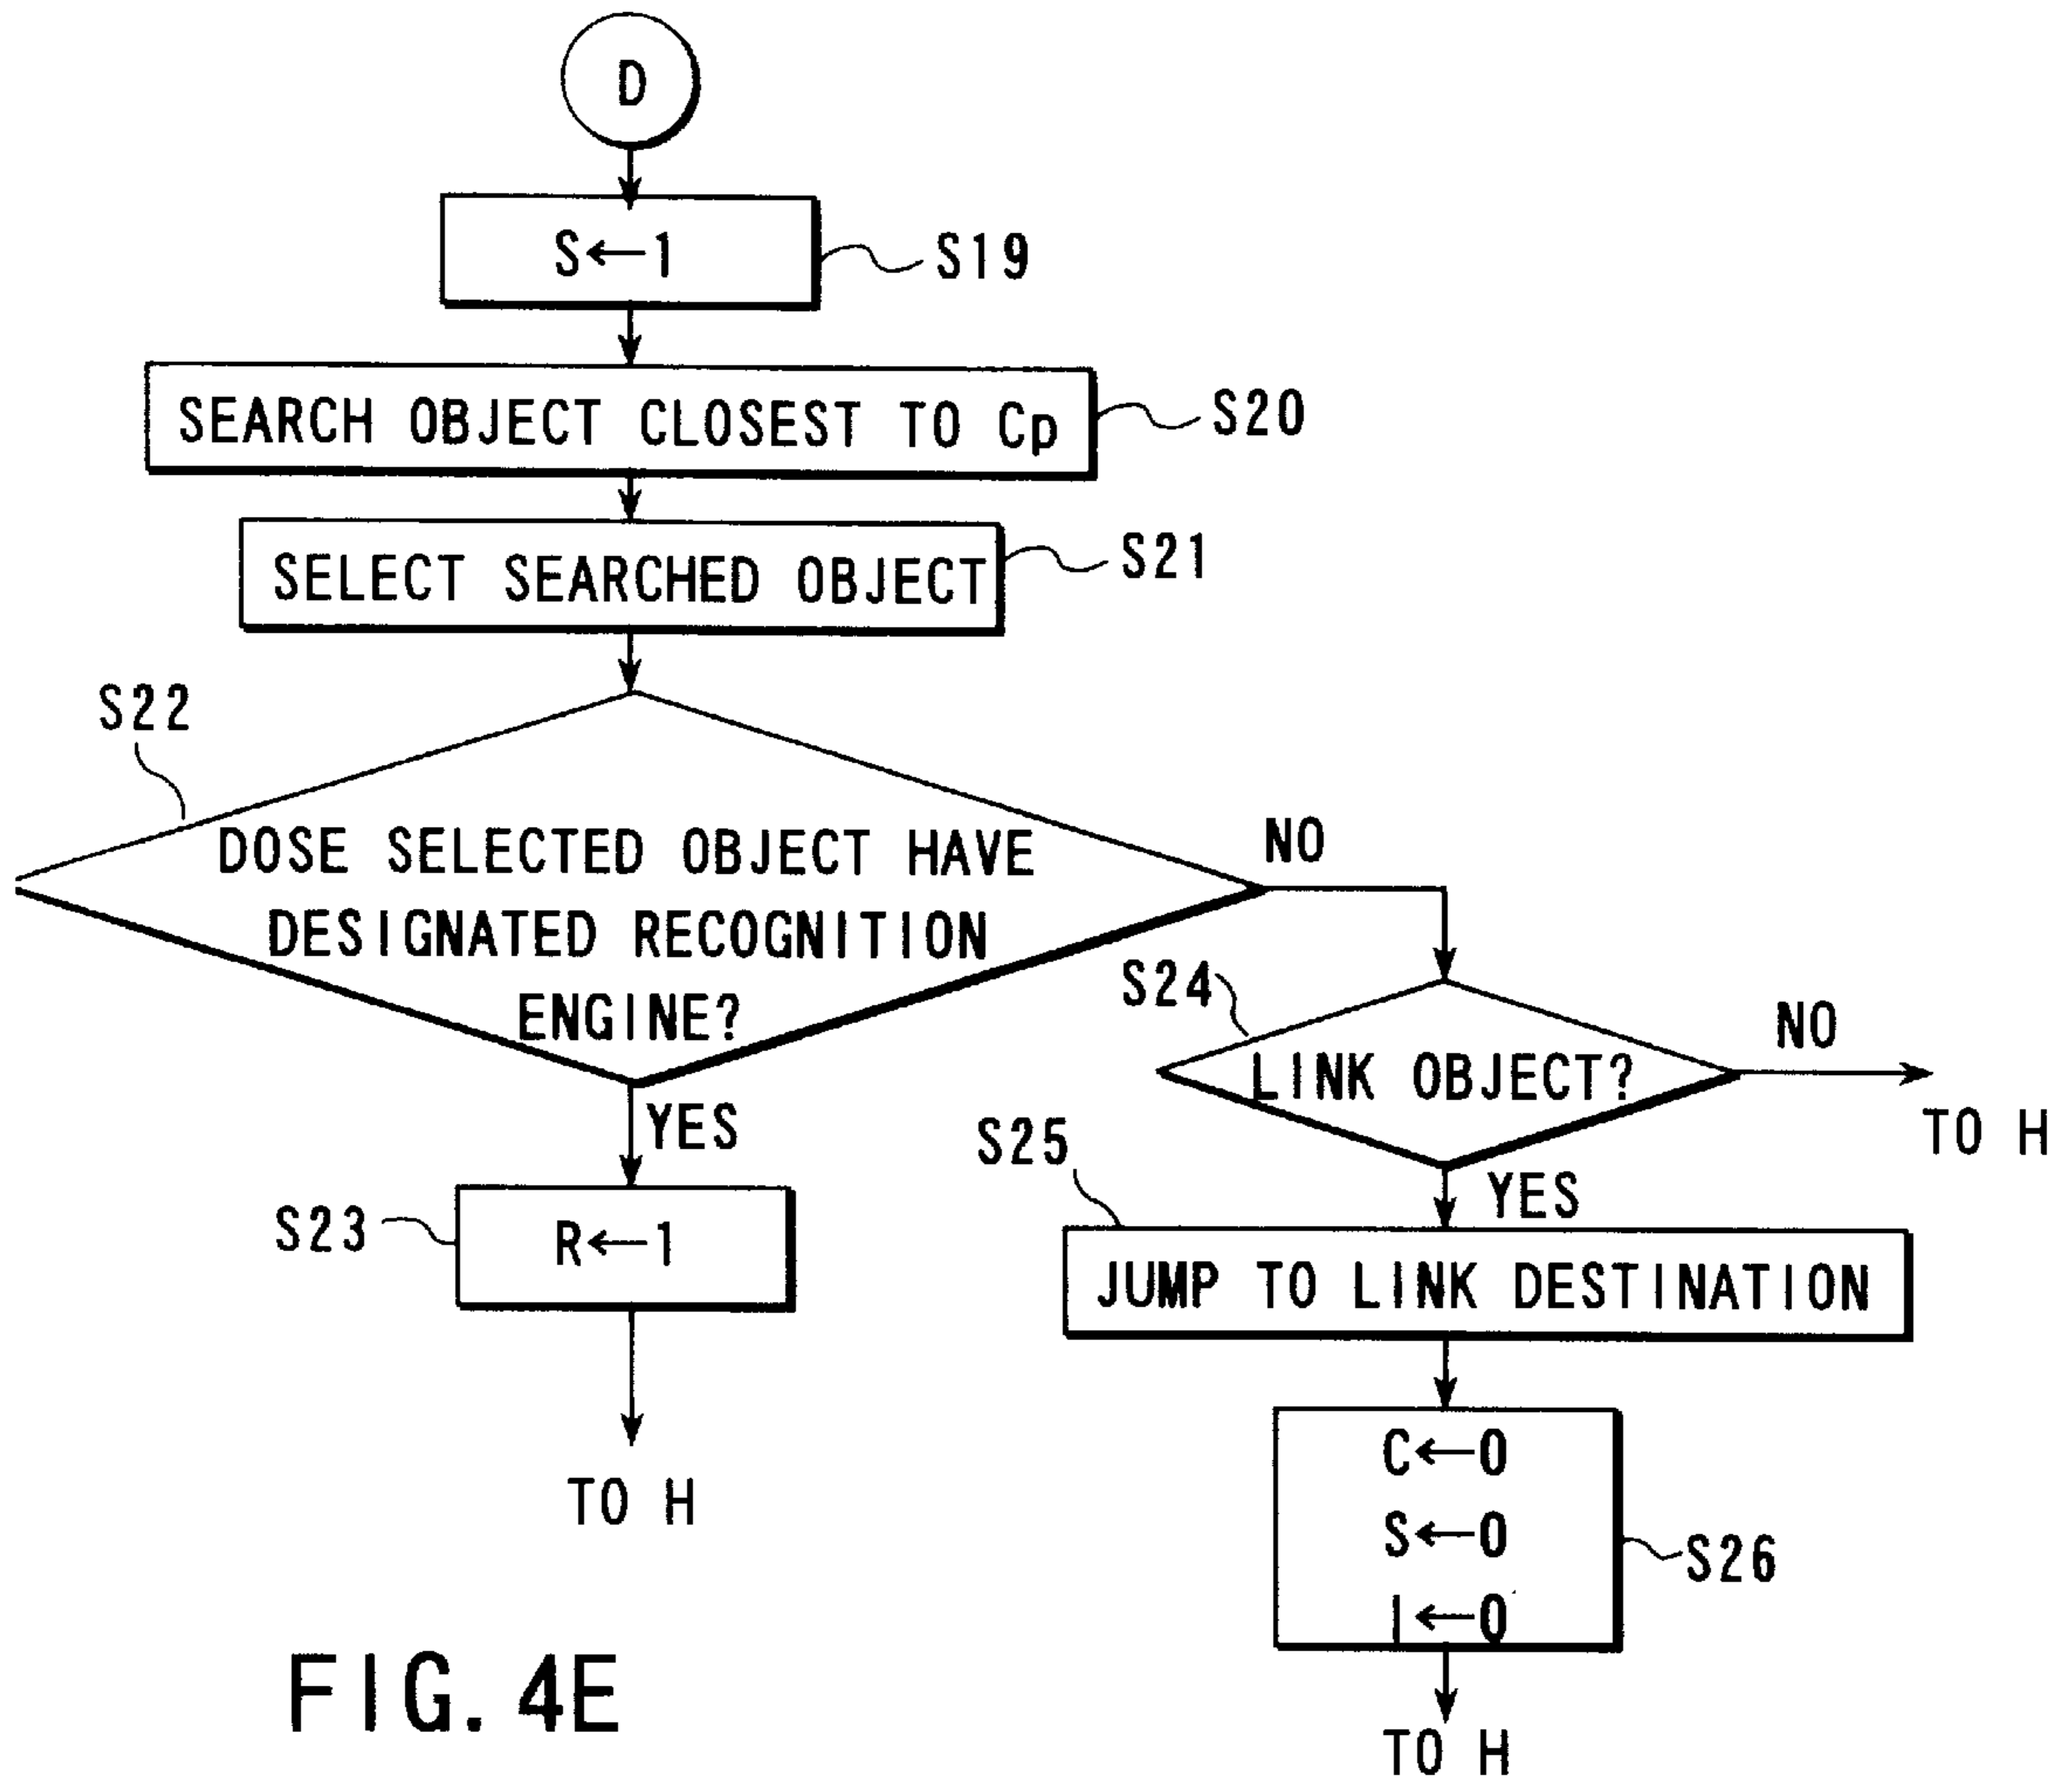 D
S←1
S19
SEARCH OBJECT CLOSEST TO Cp
S20
SELECT SEARCHED OBJECT
S21
S22
DOSE SELECTED OBJECT HAVE
DESIGNATED RECOGNITION
ENGINE?
NO
YES
S24
LINK OBJECT?
NO
TO H
S23
R←1
TO H
S25
YES
JUMP TO LINK DESTINATION
C←0
S←0
I←0
S26
TO H
FIG. 4E